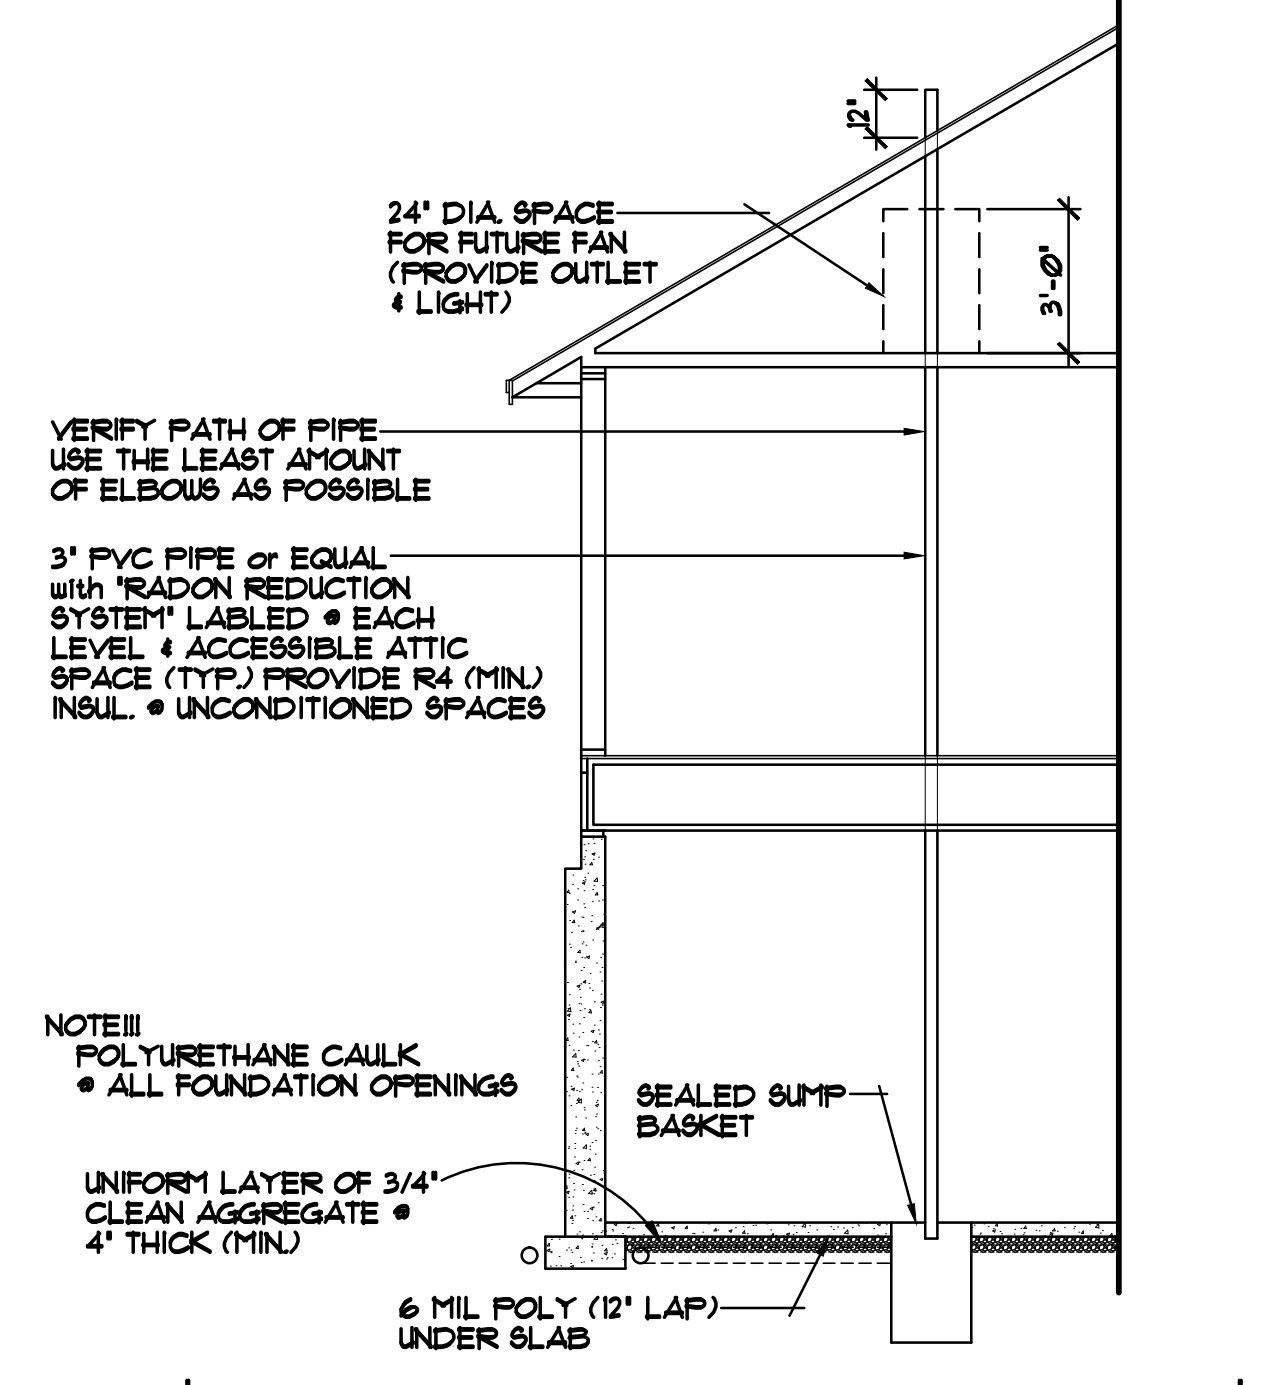 12"
24" DIA. SPACE
FOR FUTURE FAN
(PROVIDE OUTLET
& LIGHT)
3'-0"
VERIFY PATH OF PIPE
USE THE LEAST AMOUNT
OF ELBOWS AS POSSIBLE
3" PVC PIPE or EQUAL
with "RADON REDUCTION
SYSTEM" LABLED @ EACH
LEVEL & ACCESSIBLE ATTIC
SPACE (TYP.) PROVIDE R4 (MIN.)
INSUL. @ UNCONDITIONED SPACES
NOTE!!!
POLYURETHANE CAULK
@ ALL FOUNDATION OPENINGS
SEALED SUMP
BASKET
UNIFORM LAYER OF 3/4"
CLEAN AGGREGATE @
4" THICK (MIN.)
6 MIL POLY (12" LAP)
UNDER SLAB